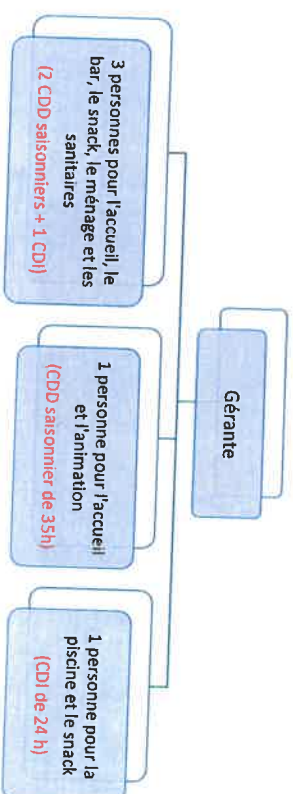 Gérante
3 personnes pour l'accueil, le
bar, le snack, le ménage et les
sanitaires
(2 CDD saisonniers + 1 CDI)
1 personne pour l'accueil
et l'animation
(CDD saisonnier de 35h)
1 personne pour la
piscine et le snack
(CDI de 24 h)